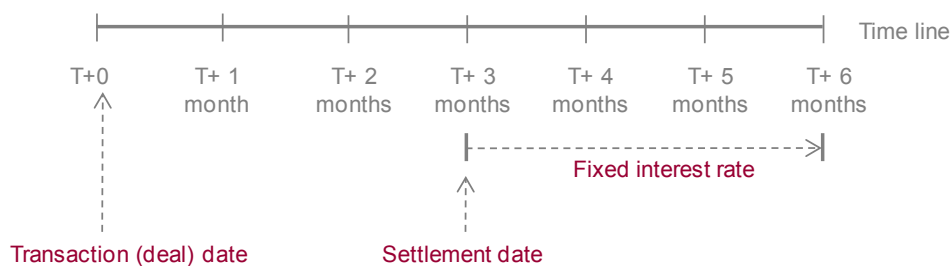 Time line
T+0 T+ 1 T+ 2 T+ 3 T+ 4 T+ 5 T+ 6
month months months months months months
Fixed interest rate
Transaction (deal) date Settlement date